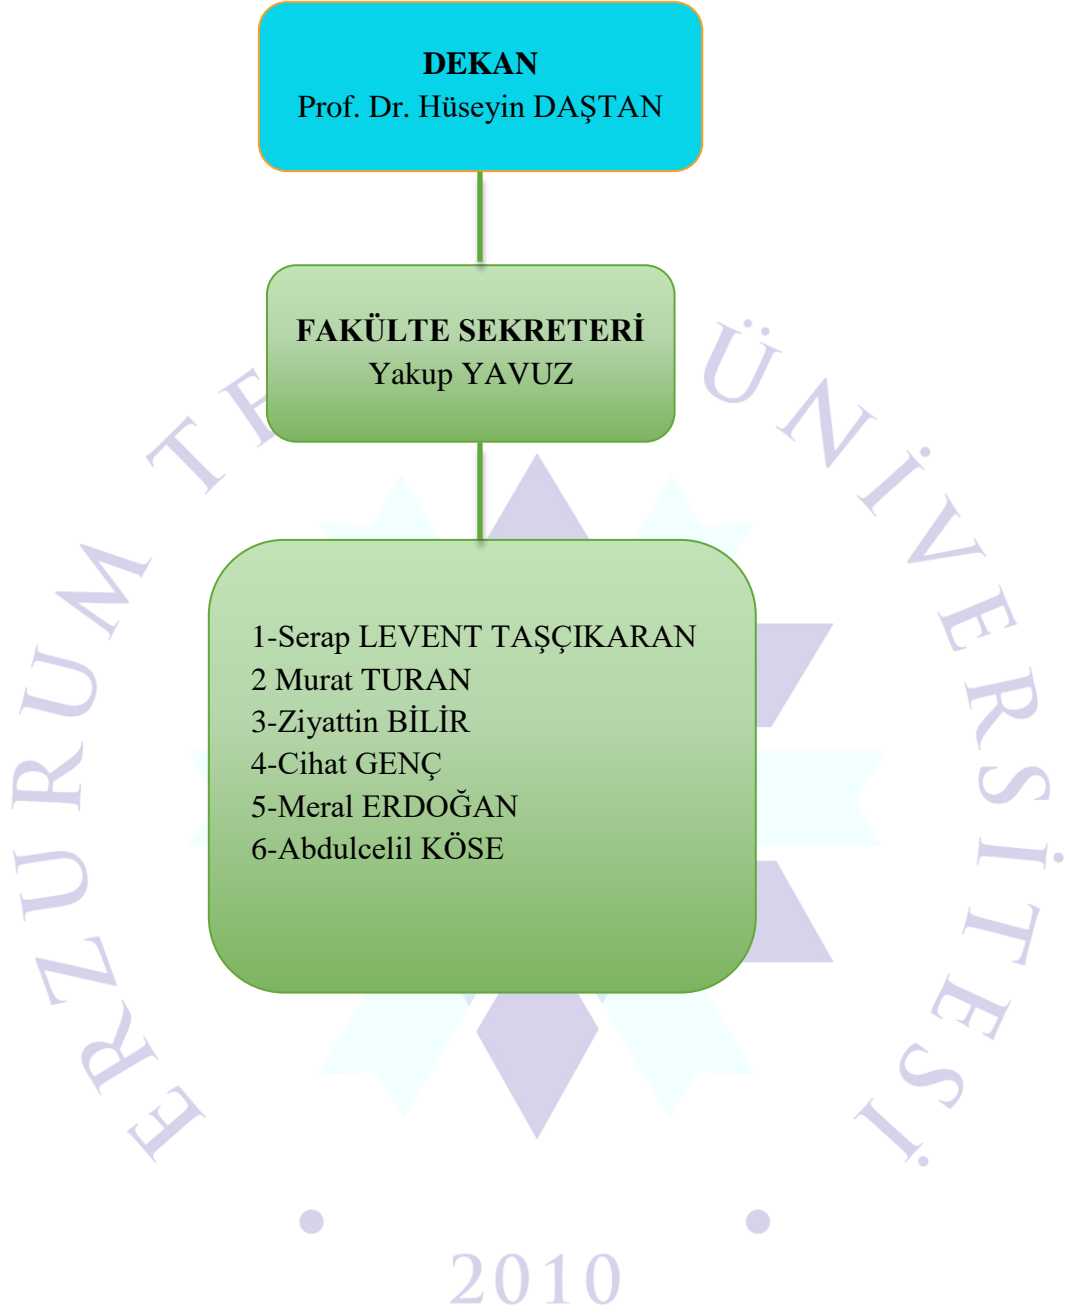 DEKAN
Prof. Dr. Hüseyin DAŞTAN
FAKÜLTE SEKRETERİ
Yakup YAVUZ
1-Serap LEVENT TAŞÇIKARAN
2 Murat TURAN
3-Ziyattin BİLİR
4-Cihat GENÇ
5-Meral ERDOĞAN
6-Abdulcelil KÖSE
ERZURUM ÜNİVERSİTESİ
2010